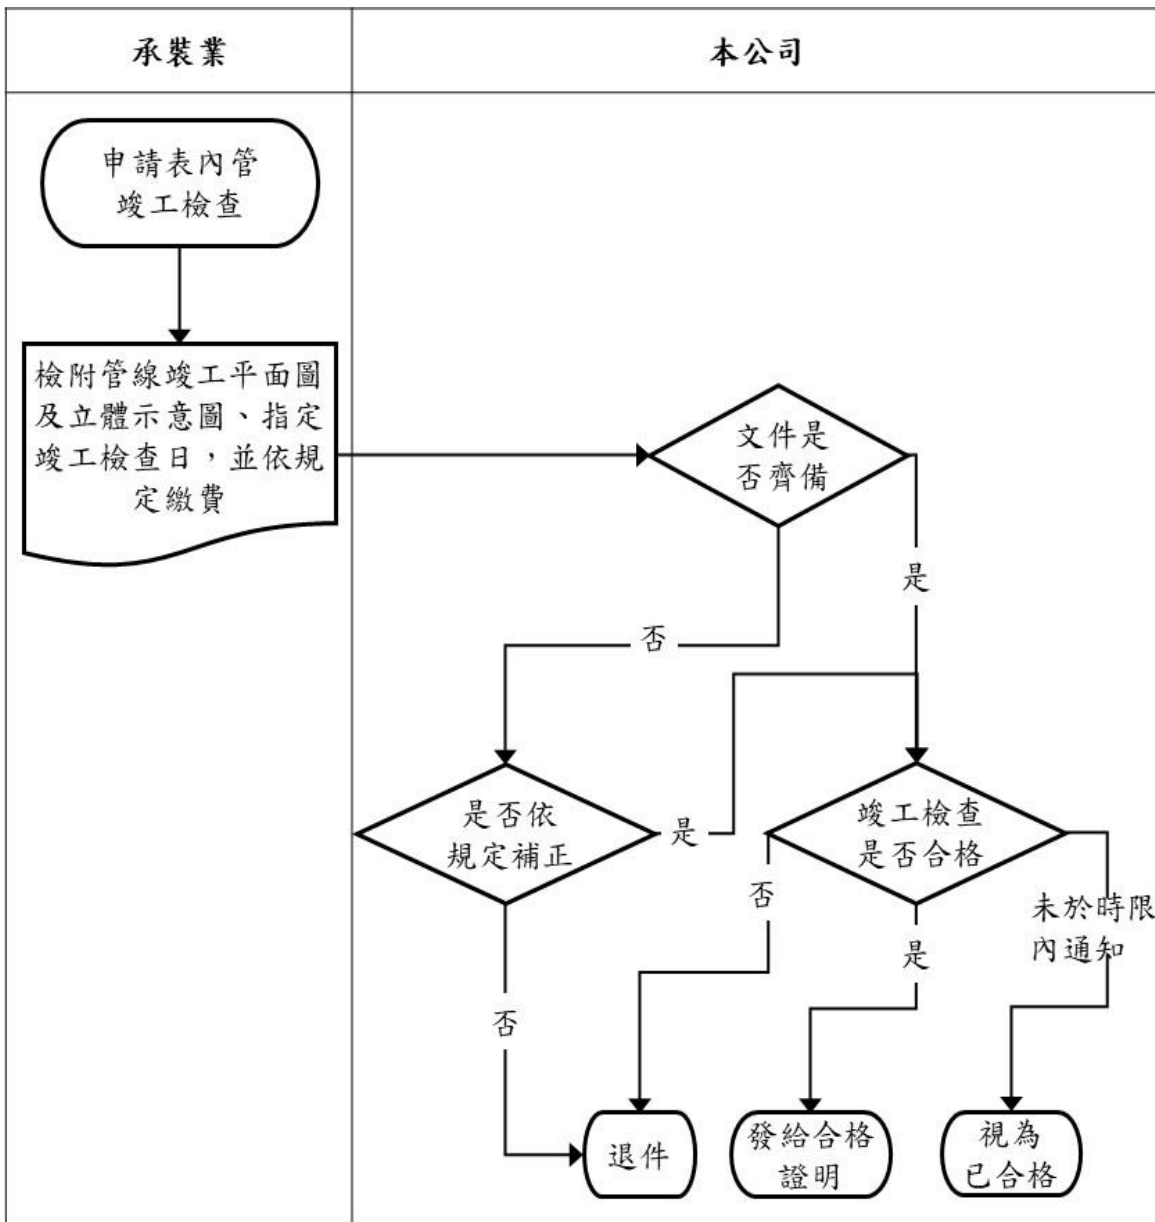 承裝業
本公司
申請表內管
竣工檢查
檢附管線竣工平面圖
及立體示意圖、指定
竣工檢查日，並依規
定繳費
文件是
否齊備
是
否
是否依
規定補正
是
竣工檢查
是否合格
否
是
未於時限
內通知
否
退件
發給合格
證明
視為
已合格